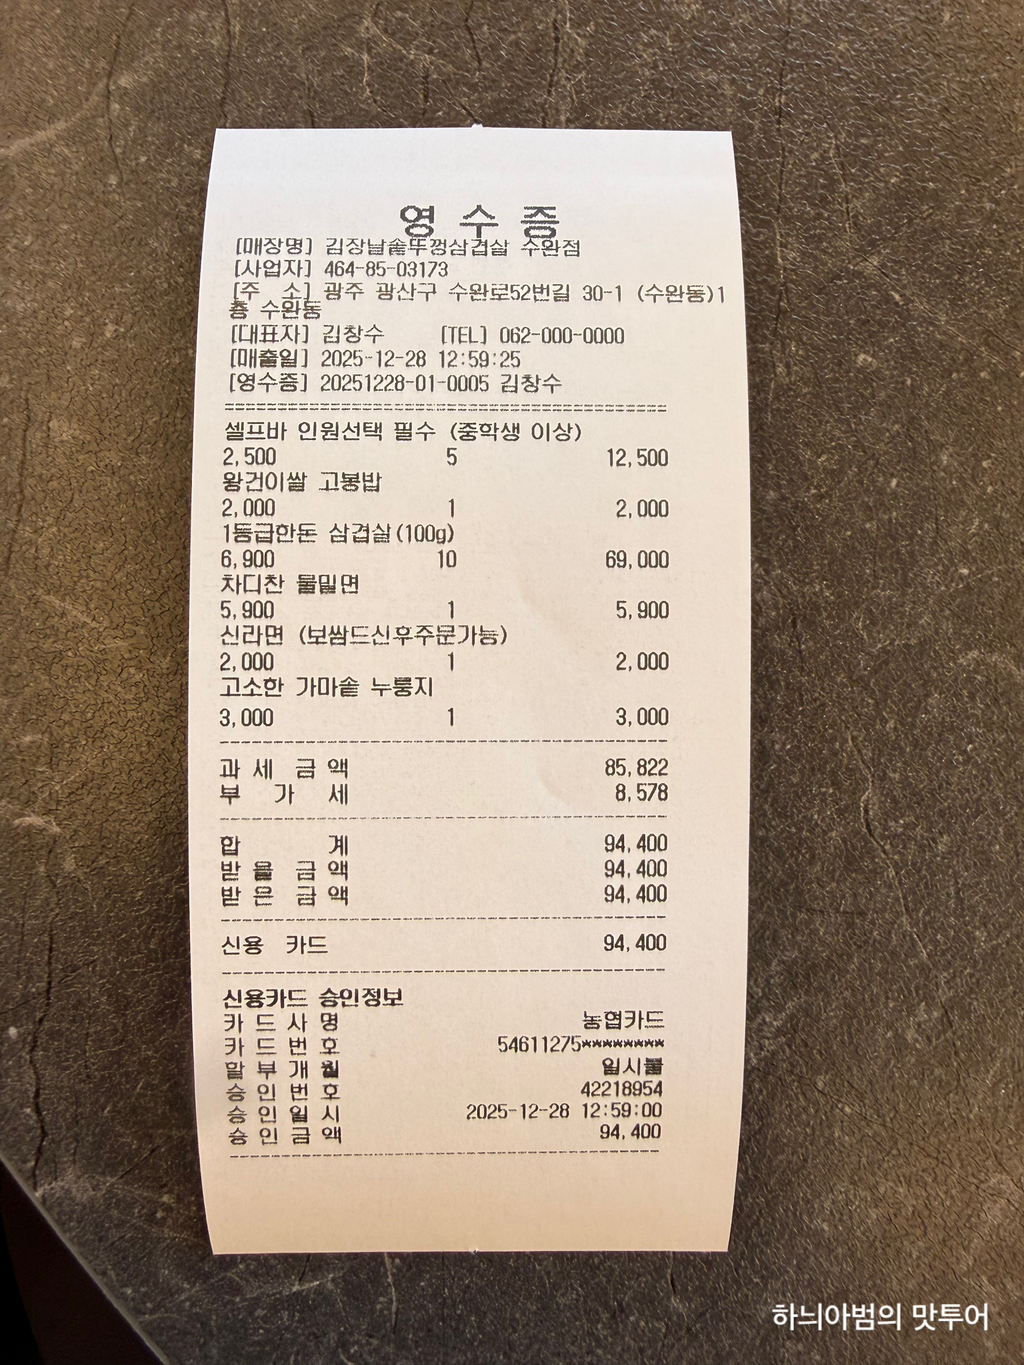 영 수 증
[매장명] 김장날솥뚜껑삼겹살 수완점
[사업자] 464-85-03173
[주 소] 광주 광산구 수완로52번길 30-1 (수완동)1
층 수완동
[대표자] 김창수 [TEL] 062-000-0000
[매출일] 2025-12-28 12:59:25
[영수증] 20251228-01-0005 김창수
셀프바 인원선택 필수 (중학생 이상)
2,500 5 12,500
왕건이쌀 고봉밥
2,000 1 2,000
1등급한돈 삼겹살(100g)
6,900 10 69,000
차디찬 물밀면
5,900 1 5,900
신라면 (보쌈드신후주문가능)
2,000 1 2,000
고소한 가마솥 누룽지
3,000 1 3,000
과 세 금 액 85,822
부 가 세 8,578
합 계 94,400
받 을 금 액 94,400
받 은 금 액 94,400
신용 카드 94,400
신용카드 승인정보
카 드 사 명 농협카드
카 드 번 호 54611275********
할 부 개 월 일시불
승 인 번 호 42218954
승 인 일 시 2025-12-28 12:59:00
승 인 금 액 94,400
하늬아범의 맛투어